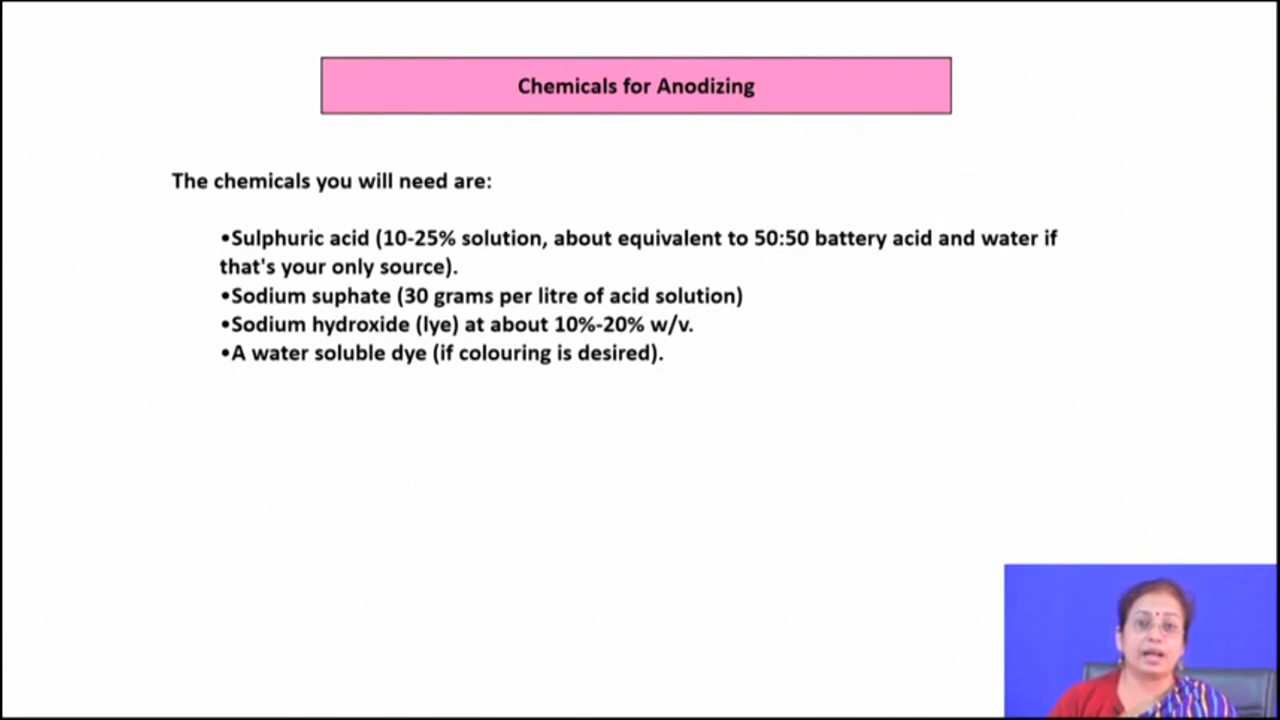 Chemicals for Anodizing
The chemicals you will need are:
•Sulphuric acid (10-25% solution, about equivalent to 50:50 battery acid and water if
that's your only source).
•Sodium suphate (30 grams per litre of acid solution)
•Sodium hydroxide (lye) at about 10%-20% w/v.
•A water soluble dye (if colouring is desired).